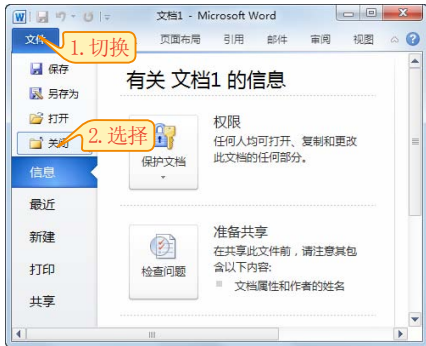 文档1 - Microsoft Word
文件 页面布局 引用 邮件 审阅 视图
1.切换
保存
另存为
打开
关闭
2.选择
信息
最近
新建
打印
共享
有关 文档1 的信息
保护文档
权限
任何人均可打开、复制和更改
此文档的任何部分。
检查问题
准备共享
在共享此文件前，请注意其包
含以下内容:
文档属性和作者的姓名